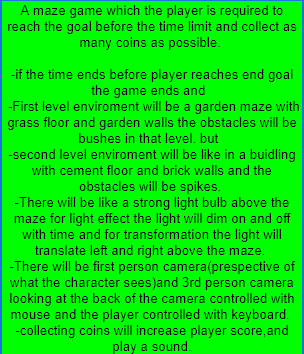 A maze game which the player is required to
reach the goal before the time limit and collect as
many coins as possible.
-if the time ends before player reaches end goal
the game ends and
-First level enviroment will be a garden maze with
grass floor and garden walls the obstacles will be
bushes in that level. but
-second level enviroment will be like in a buidling
with cement floor and brick walls and the
obstacles will be spikes.
-There will be like a strong light bulb above the
maze for light effect the light will dim on and off
with time and for transformation the light will
translate left and right above the maze.
-There will be first person camera(prespective of
what the character sees)and 3rd person camera
looking at the back of the camera controlled with
mouse and the player controlled with keyboard.
-collecting coins will increase player score,and
play a sound.